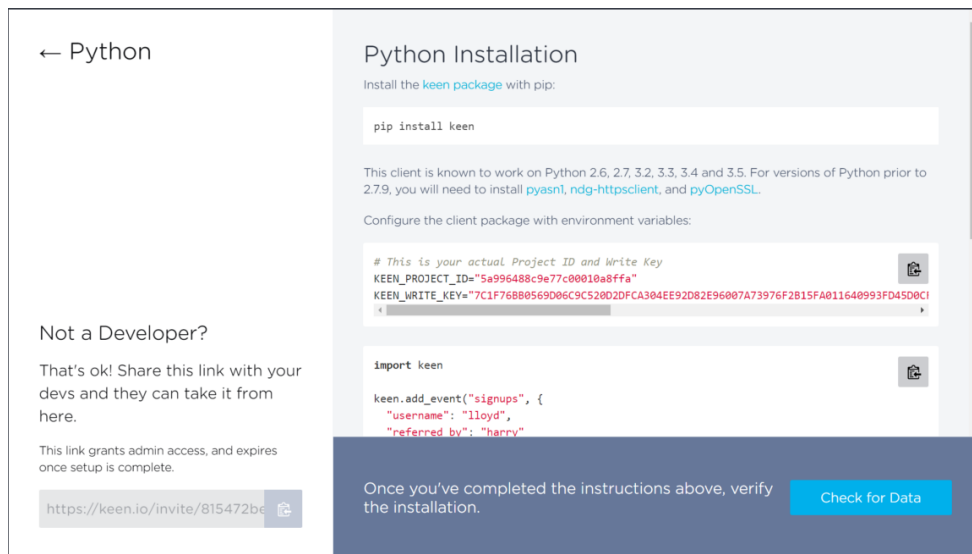 ← Python
Not a Developer?
That's ok! Share this link with your
devs and they can take it from
here.
This link grants admin access, and expires
once setup is complete.
https://keen.io/invite/815472be
Python Installation
Install the keen package with pip:
pip install keen
This client is known to work on Python 2.6, 2.7, 3.2, 3.3, 3.4 and 3.5. For versions of Python prior to
2.7.9, you will need to install pyasn1, ndg-httpsclient, and pyOpenSSL.
Configure the client package with environment variables:
# This is your actual Project ID and Write Key
KEEN_PROJECT_ID="5a996488c9e77c00010a8ffa"
KEEN_WRITE_KEY="7C1F76BB0569D06C9C520D2DFCA304EE92D82E96007A73976F2B15FA011640993FD45D0CF
import keen
keen.add_event("signups", {
"username": "lloyd",
"referred_by": "harry"
Once you've completed the instructions above, verify
the installation.
Check for Data